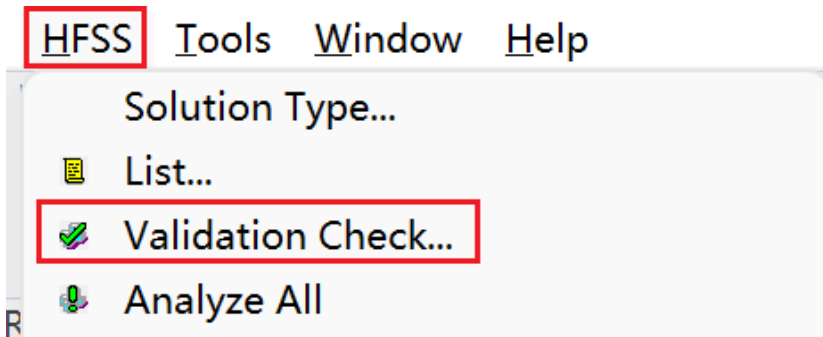 HFSS Tools Window Help
Solution Type...
List...
Validation Check...
Analyze All
R